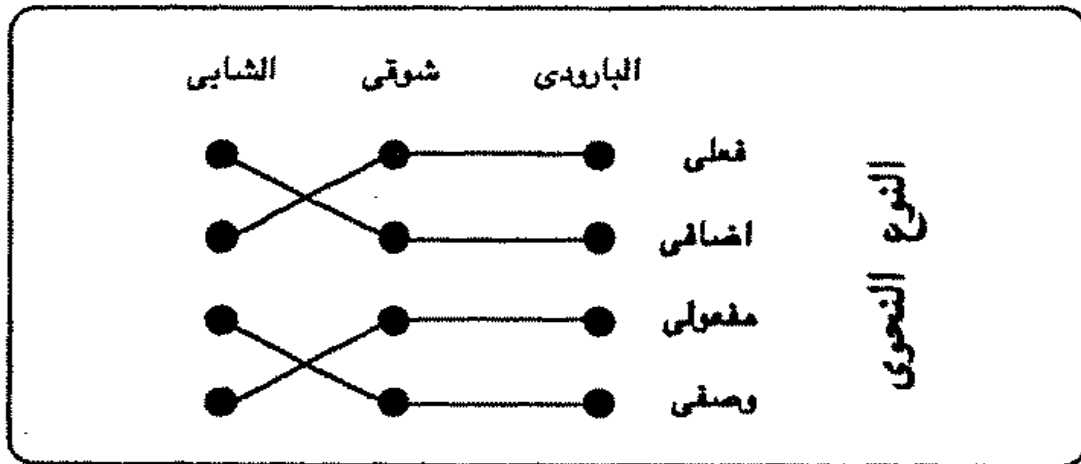 البارودى شوقى الشابى
فعلى
اضافى
مفعولى
وصفى
النوع النحوى